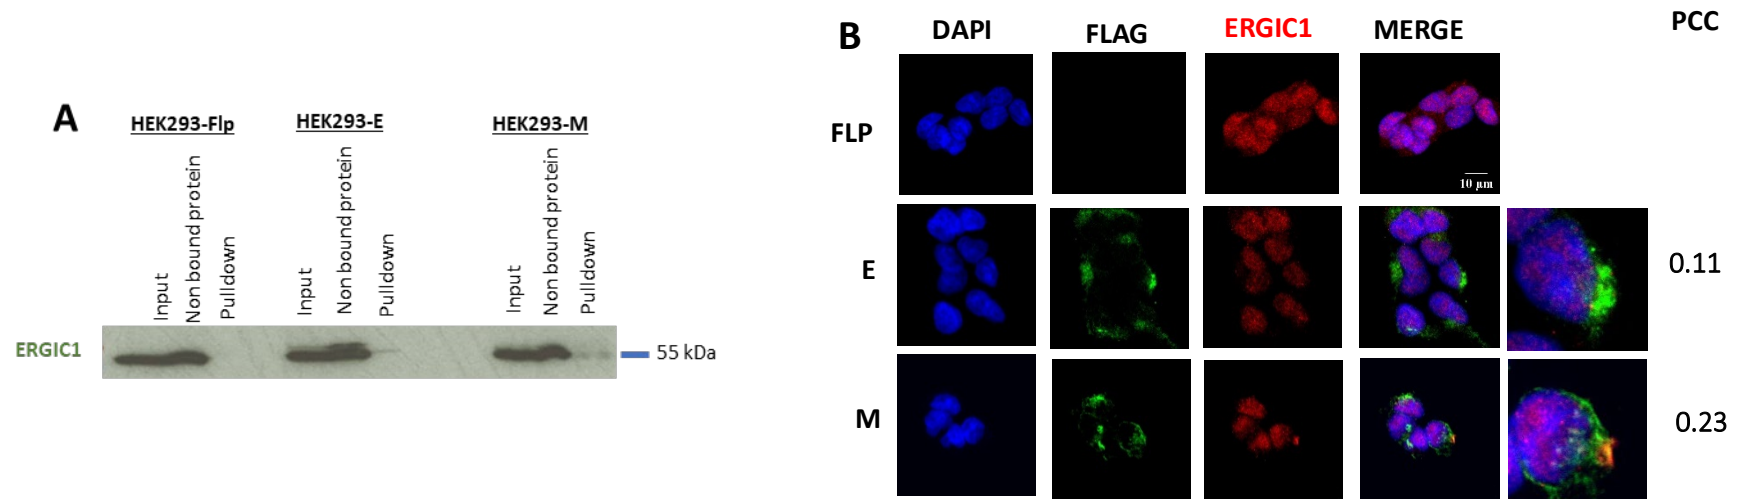 A
HEK293-Flp
HEK293-E
HEK293-M
Input
Non bound protein
Pulldown
Input
Non bound protein
Pulldown
Input
Non bound protein
Pulldown
ERGIC1
55 kDa
B
DAPI
FLAG
ERGIC1
MERGE
PCC
FLP
10 µm
E
0.11
M
0.23